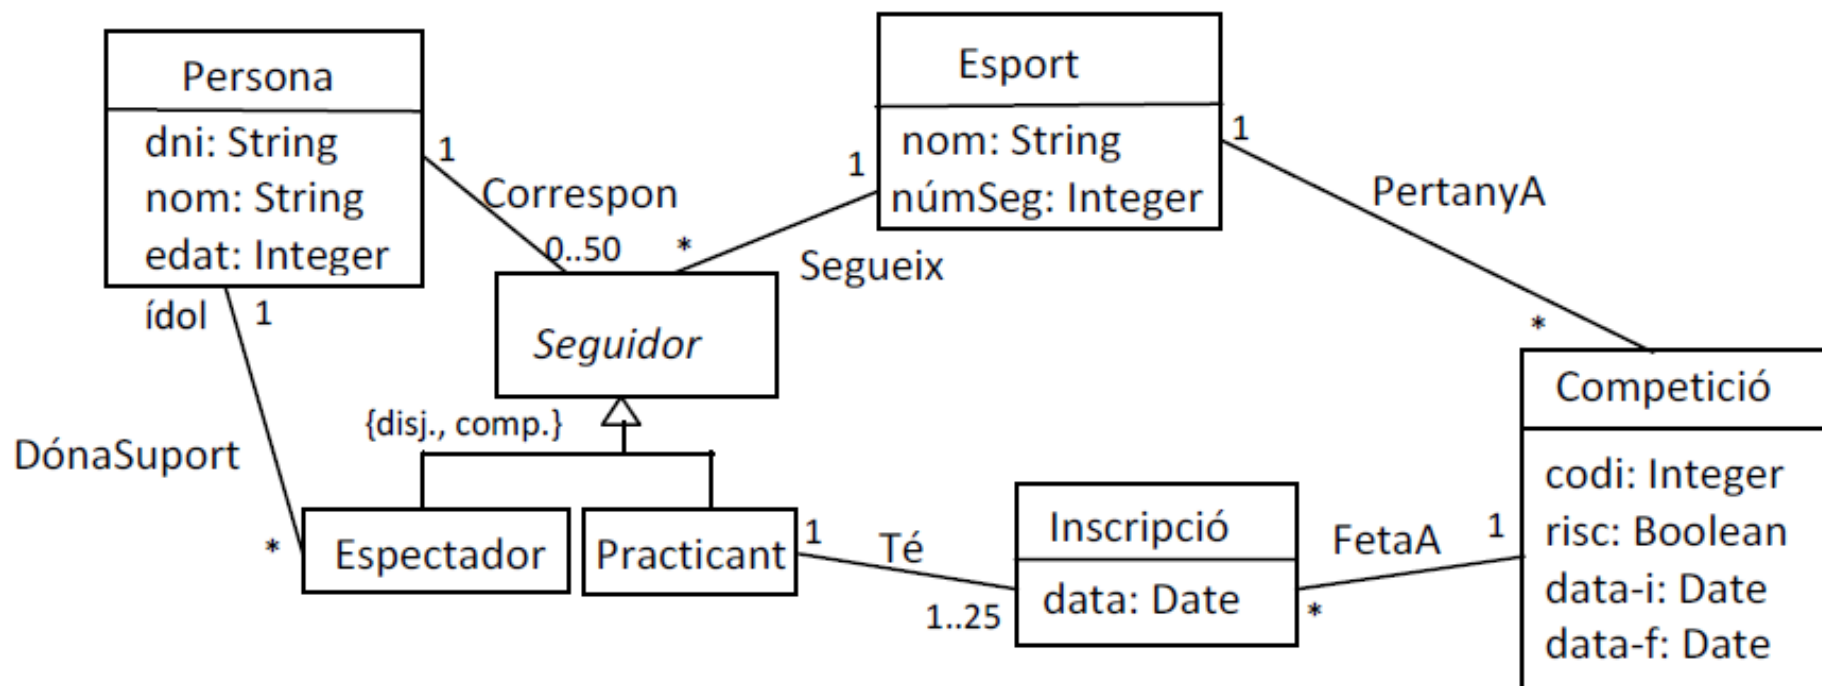 Persona
dni: String
nom: String
edat: Integer
Esport
nom: String
númSeg: Integer
1
Correspon
0..50
1
*
Segueix
1
PertanyA
*
ídol
1
DónaSuport
*
Seguidor
{disj., comp.}
Espectador
Practicant
1
Té
1..25
Inscripció
data: Date
FetaA
1
*
Competició
codi: Integer
risc: Boolean
data-i: Date
data-f: Date